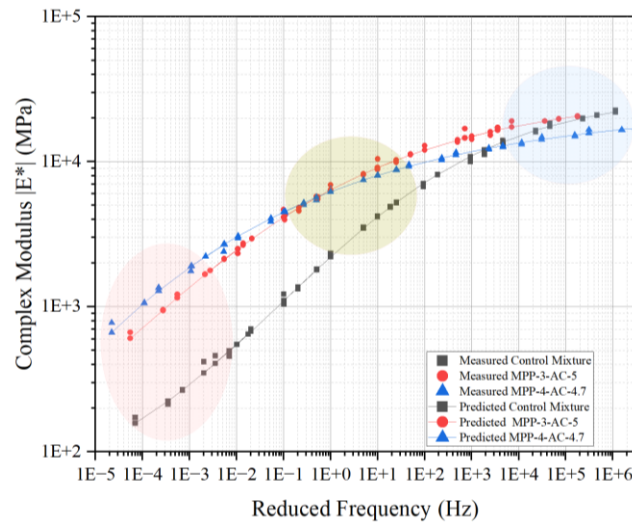 1E+5
1E+4
1E+3
1E+2
Complex Modulus |E*| (MPa)
Measured Control Mixture
Measured MPP-3-AC-5
Measured MPP-4-AC-4.7
Predicted Control Mixture
Predicted MPP-3-AC-5
Predicted MPP-4-AC-4.7
1E−5 1E−4 1E−3 1E−2 1E−1 1E+0 1E+1 1E+2 1E+3 1E+4 1E+5 1E+6
Reduced Frequency (Hz)